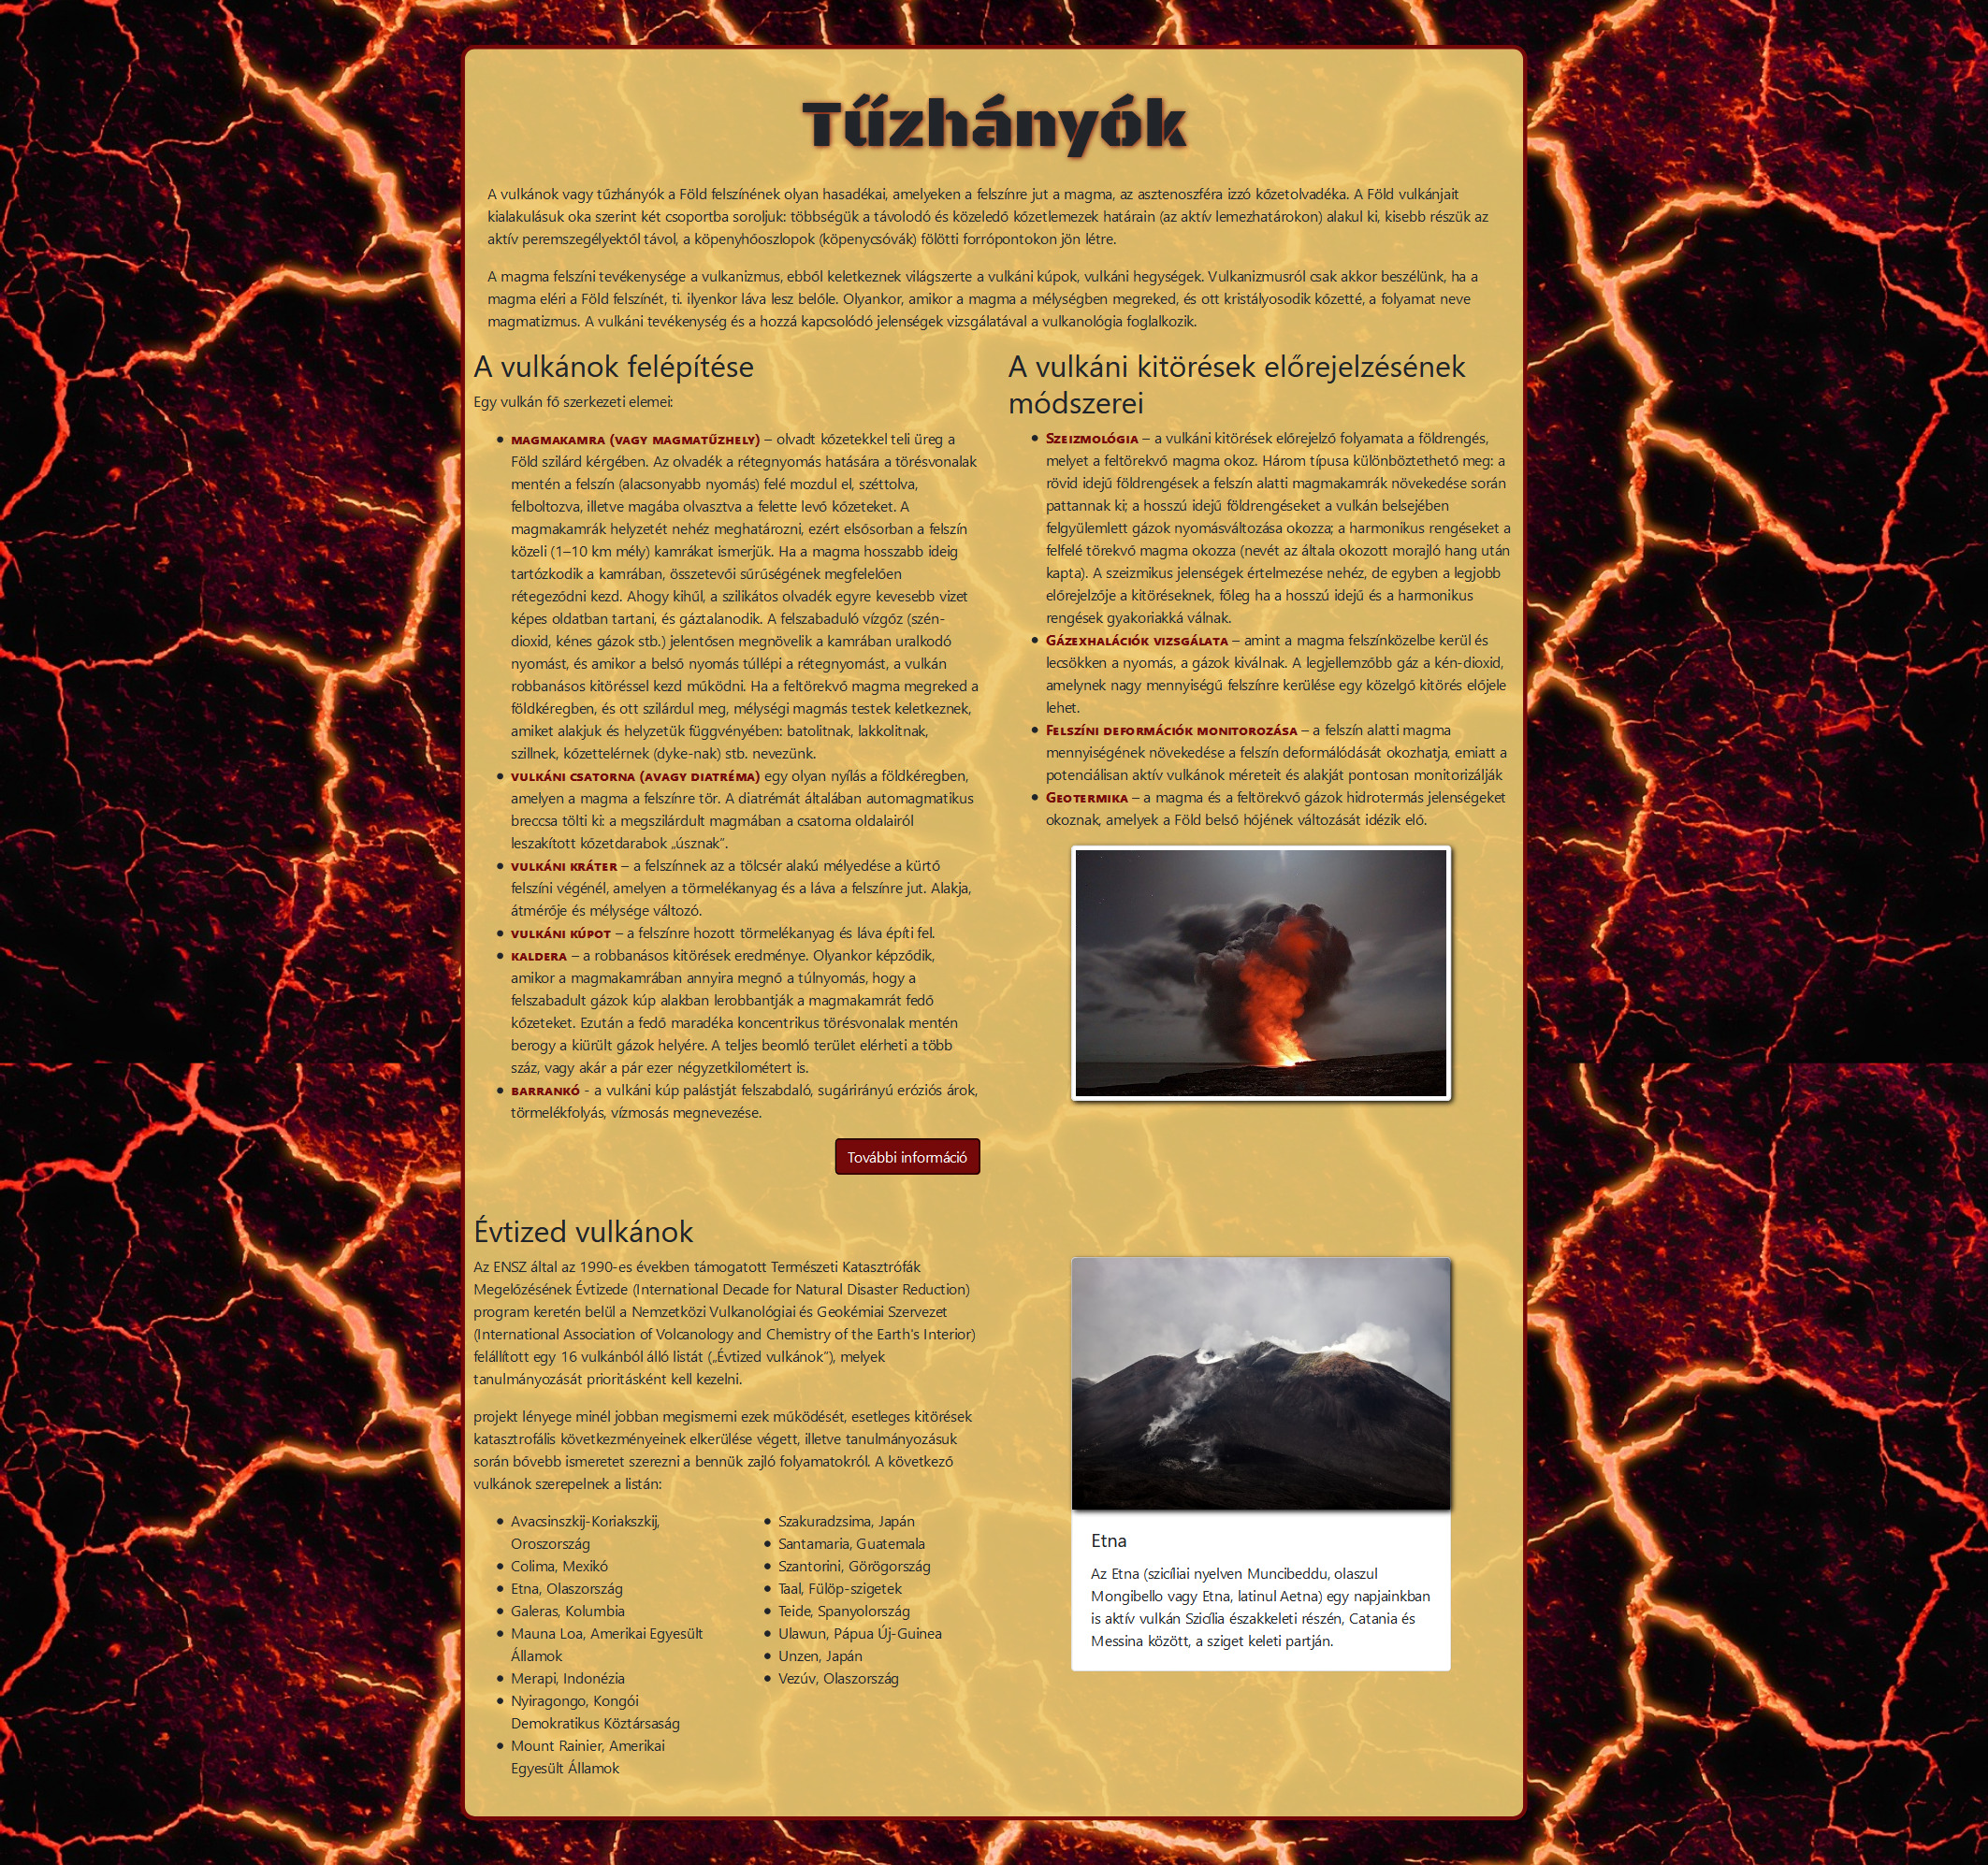 Tűzhányók
A vulkánok vagy tűzhányók a Föld felszínének olyan hasadékai, amelyeken a felszínre jut a magma, az asztenoszféra izzó kőzetolvadéka. A Föld vulkánjait
kialakulásuk oka szerint két csoportba soroljuk: többségük a távolodó és közeledő kőzetlemezek határain (az aktív lemezhatárokon) alakul ki, kisebb részük az
aktív peremszegélyektől távol, a köpenyhőoszlopok (köpenycsóvák) fölötti forrópontokon jön létre.
A magma felszíni tevékenysége a vulkanizmus, ebből keletkeznek világszerte a vulkáni kúpok, vulkáni hegységek. Vulkanizmusról csak akkor beszélünk, ha a
magma eléri a Föld felszínét, ti. ilyenkor láva lesz belőle. Olyankor, amikor a magma a mélységben megreked, és ott kristályosodik kőzetté, a folyamat neve
magmatizmus. A vulkáni tevékenység és a hozzá kapcsolódó jelenségek vizsgálatával a vulkanológia foglalkozik.
A vulkánok felépítése
Egy vulkán fő szerkezeti elemei:
• magmakamra (vagy magmatűzhely) – olvadt kőzetekkel teli üreg a
Föld szilárd kérgében. Az olvadék a rétegnyomás hatására a törésvonalak
mentén a felszín (alacsonyabb nyomás) felé mozdul el, széttolva,
felboltozva, illetve magába olvasztva a felette levő kőzeteket. A
magmakamrák helyzetét nehéz meghatározni, ezért elsősorban a felszín
közeli (1–10 km mély) kamrákat ismerjük. Ha a magma hosszabb ideig
tartózkodik a kamrában, összetevői sűrűségének megfelelően
rétegeződni kezd. Ahogy kihűl, a szilikátos olvadék egyre kevesebb vizet
képes oldatban tartani, és gáztalanodik. A felszabaduló vízgőz (szén-
dioxid, kénes gázok stb.) jelentősen megnövelik a kamrában uralkodó
nyomást, és amikor a belső nyomás túllépi a rétegnyomást, a vulkán
robbanásos kitöréssel kezd működni. Ha a feltörekvő magma megreked a
földkéregben, és ott szilárdul meg, mélységi magmás testek keletkeznek,
amiket alakjuk és helyzetük függvényében: batolitnak, lakkolitnak,
szillnek, kőzettelérnek (dyke-nak) stb. nevezünk.
• vulkáni csatorna (avagy diatréma) egy olyan nyílás a földkéregben,
amelyen a magma a felszínre tör. A diatrémát általában automagmatikus
breccsa tölti ki: a megszilárdult magmában a csatorna oldalairól
leszakított kőzetdarabok „úsznak”.
• vulkáni kráter – a felszínnek az a tölcsér alakú mélyedése a kürtő
felszíni végénél, amelyen a törmelékanyag és a láva a felszínre jut. Alakja,
átmérője és mélysége változó.
• vulkáni kúpot – a felszínre hozott törmelékanyag és láva építi fel.
• kaldera – a robbanásos kitörések eredménye. Olyankor képződik,
amikor a magmakamrában annyira megnő a túlnyomás, hogy a
felszabadult gázok kúp alakban lerobbantják a magmakamrát fedő
kőzeteket. Ezután a fedő maradéka koncentrikus törésvonalak mentén
berogy a kiürült gázok helyére. A teljes beomló terület elérheti a több
száz, vagy akár a pár ezer négyzetkilométert is.
• barrankó - a vulkáni kúp palástját felszabdaló, sugárirányú eróziós árok,
törmelékfolyás, vízmosás megnevezése.
További információ
A vulkáni kitörések előrejelzésének
módszerei
• Szeizmológia – a vulkáni kitörések előrejelző folyamata a földrengés,
melyet a feltörekvő magma okoz. Három típusa különböztethető meg: a
rövid idejű földrengések a felszín alatti magmakamrák növekedése során
pattannak ki; a hosszú idejű földrengéseket a vulkán belsejében
felgyülemlett gázok nyomásváltozása okozza; a harmonikus rengéseket a
felfelé törekvő magma okozza (nevét az általa okozott morajló hang után
kapta). A szeizmikus jelenségek értelmezése nehéz, de egyben a legjobb
előrejelzője a kitöréseknek, főleg ha a hosszú idejű és a harmonikus
rengések gyakoriakká válnak.
• Gázexhalációk vizsgálata – amint a magma felszínközelbe kerül és
lecsökken a nyomás, a gázok kiválnak. A legjellemzőbb gáz a kén-dioxid,
amelynek nagy mennyiségű felszínre kerülése egy közelgő kitörés előjele
lehet.
• Felszíni deformációk monitorozása – a felszín alatti magma
mennyiségének növekedése a felszín deformálódását okozhatja, emiatt a
potenciálisan aktív vulkánok méreteit és alakját pontosan monitorizálják
• Geotermika – a magma és a feltörekvő gázok hidrotermás jelenségeket
okoznak, amelyek a Föld belső hőjének változását idézik elő.
Évtized vulkánok
Az ENSZ által az 1990-es években támogatott Természeti Katasztrófák
Megelőzésének Évtizede (International Decade for Natural Disaster Reduction)
program keretén belül a Nemzetközi Vulkanológiai és Geokémiai Szervezet
(International Association of Volcanology and Chemistry of the Earth's Interior)
felállított egy 16 vulkánból álló listát („Évtized vulkánok”), melyek
tanulmányozását prioritásként kell kezelni.
projekt lényege minél jobban megismerni ezek működését, esetleges kitörések
katasztrofális következményeinek elkerülése végett, illetve tanulmányozásuk
során bővebb ismeretet szerezni a bennük zajló folyamatokról. A következő
vulkánok szerepelnek a listán:
• Avacsinszkij-Koriakszkij,
Oroszország
• Colima, Mexikó
• Etna, Olaszország
• Galeras, Kolumbia
• Mauna Loa, Amerikai Egyesült
Államok
• Merapi, Indonézia
• Nyiragongo, Kongói
Demokratikus Köztársaság
• Mount Rainier, Amerikai
Egyesült Államok
• Szakuradzsima, Japán
• Santamaria, Guatemala
• Szantorini, Görögország
• Taal, Fülöp-szigetek
• Teide, Spanyolország
• Ulawun, Pápua Új-Guinea
• Unzen, Japán
• Vezúv, Olaszország
Etna
Az Etna (szicíliai nyelven Muncibeddu, olaszul
Mongibello vagy Etna, latinul Aetna) egy napjainkban
is aktív vulkán Szicília északkeleti részén, Catania és
Messina között, a sziget keleti partján.